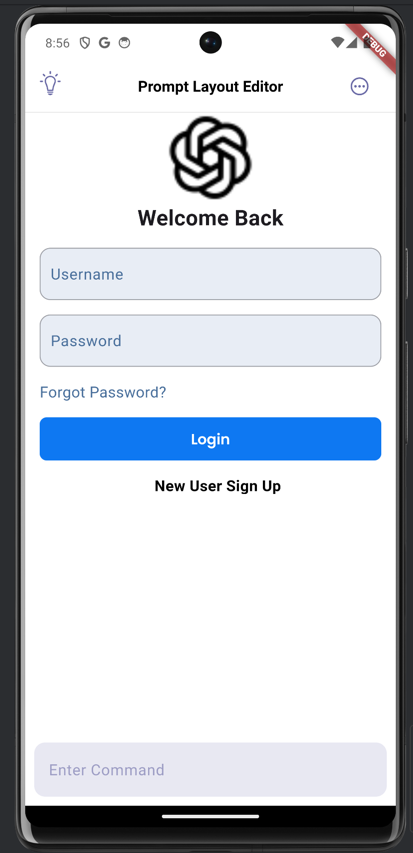 8:56
DEBUG
Prompt Layout Editor
Welcome Back
Username
Password
Forgot Password?
Login
New User Sign Up
Enter Command